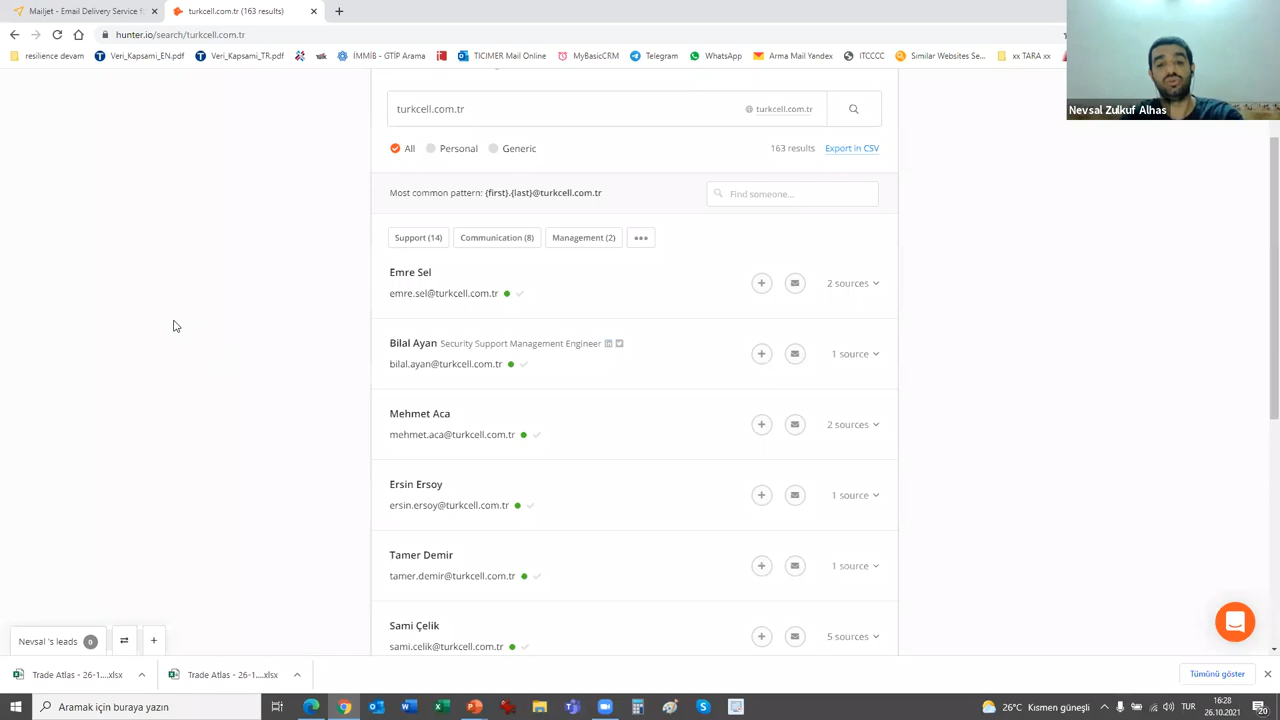 Mailjet - Email Delivery Service f
turkcell.com.tr (163 results)
hunter.io/search/turkcell.com.tr
resilience devam
Veri_Kapsami_EN.pdf
Veri_Kapsami_TR.pdf
İMMİB - GTİP Arama
TICIMER Mail Online
MyBasicCRM
Telegram
WhatsApp
Arma Mail Yandex
ITCCCC
Similar Websites Se...
xx TARA xx
Nevsal Zulkuf Alhas
turkcell.com.tr
turkcell.com.tr
All
Personal
Generic
163 results
Export in CSV
Most common pattern: {first}.{last}@turkcell.com.tr
Find someone...
Support (14)
Communication (8)
Management (2)
Emre Sel
emre.sel@turkcell.com.tr
2 sources
Bilal Ayan Security Support Management Engineer
bilal.ayan@turkcell.com.tr
1 source
Mehmet Aca
mehmet.aca@turkcell.com.tr
2 sources
Ersin Ersoy
ersin.ersoy@turkcell.com.tr
1 source
Tamer Demir
tamer.demir@turkcell.com.tr
1 source
Sami Çelik
sami.celik@turkcell.com.tr
5 sources
Nevsal 's leads 0
Trade Atlas - 26-1....xlsx
Trade Atlas - 26-1....xlsx
Tümünü göster
Aramak için buraya yazın
26°C Kısmen güneşli
TUR
16:28
26.10.2021
20